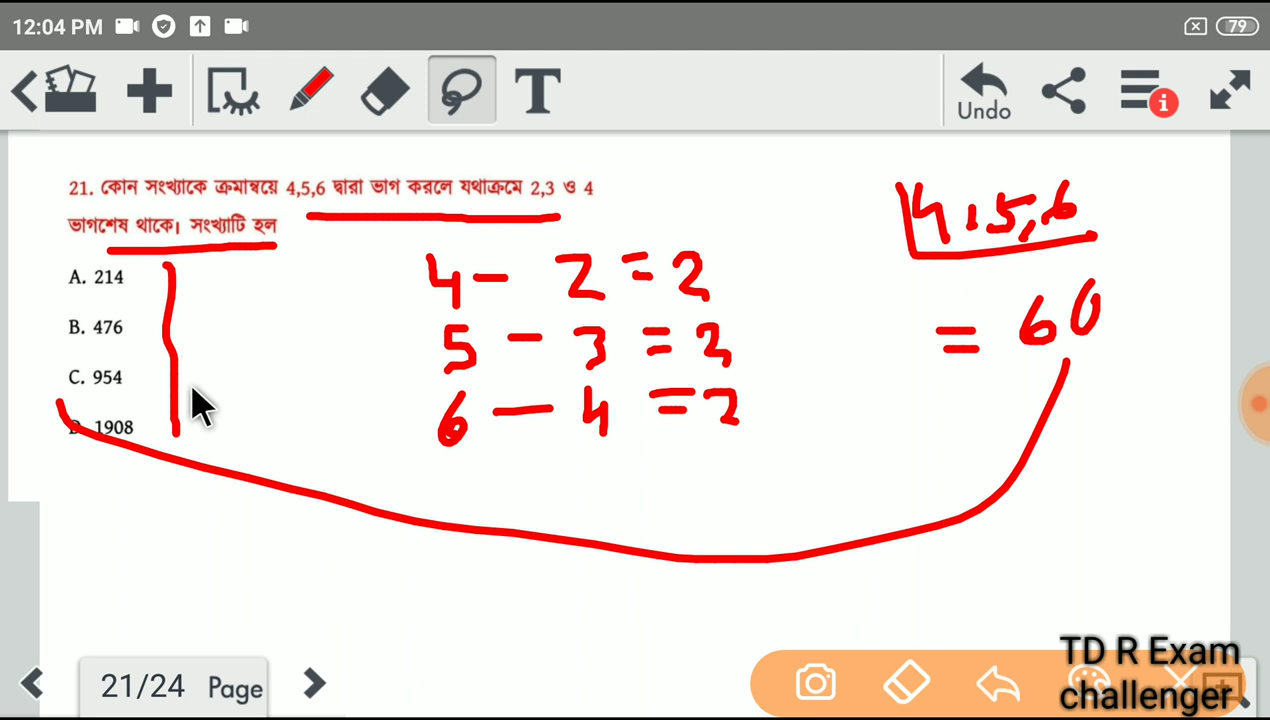 12:04 PM
79
Undo
21. কোন সংখ্যাকে ক্রমান্বয়ে 4,5,6 দ্বারা ভাগ করলে যথাক্রমে 2,3 ও 4
ভাগশেষ থাকে। সংখ্যাটি হল
A. 214
B. 476
C. 954
D. 1908
4 - 2 = 2
5 - 3 = 2
6 - 4 = 2
4,5,6
= 60
21/24 Page
TD R Exam
challenger